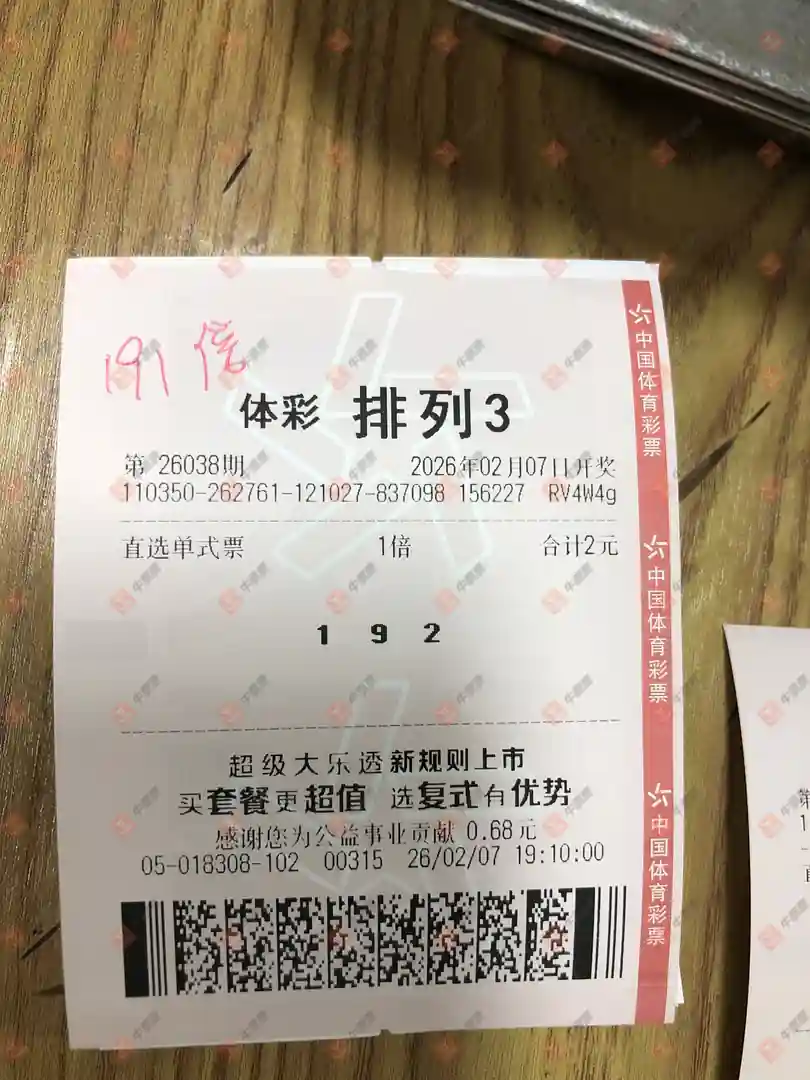 191倍
体彩 排列3
第 26038期 2026年02月07日开奖
110350-262761-121027-837098 156227 RV4W4g
直选单式票 1倍 合计2元
1 9 2
超级大乐透新规则上市
买套餐更超值 选复式有优势
感谢您为公益事业贡献 0.68元
05-018308-102 00315 26/02/07 19:10:00
中国体育彩票
中国体育彩票
中国体育彩票